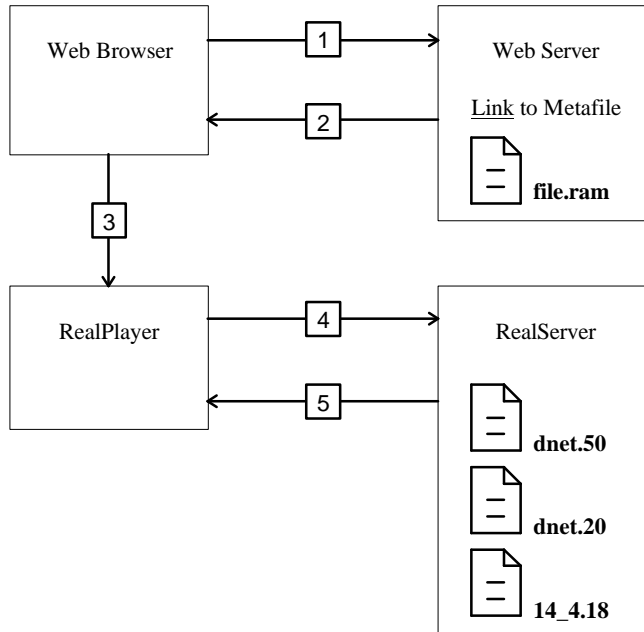 Web Browser
1
Web Server
2
Link to Metafile
file.ram
3
RealPlayer
4
RealServer
5
dnet.50
dnet.20
14_4.18